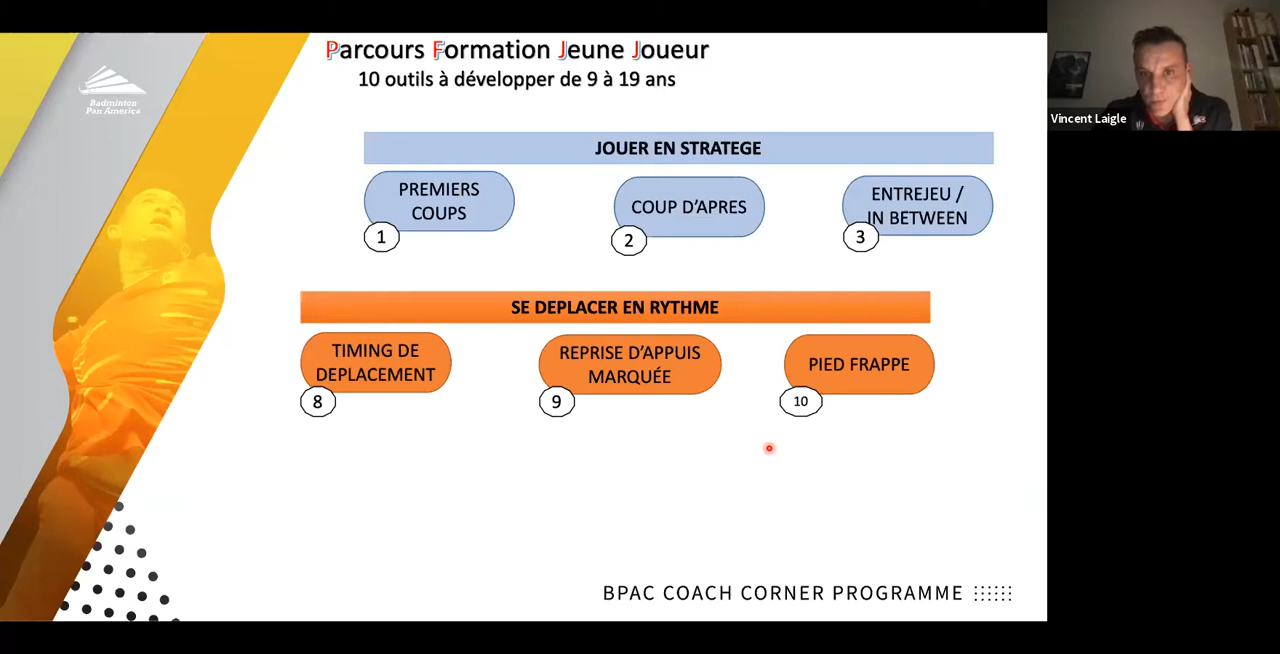 Parcours Formation Jeune Joueur
10 outils à développer de 9 à 19 ans
Badminton
Pan America
Vincent Laigle
JOUER EN STRATEGE
PREMIERS
COUPS
1
COUP D'APRES
2
ENTREJEU /
IN BETWEEN
3
SE DEPLACER EN RYTHME
TIMING DE
DEPLACEMENT
8
REPRISE D'APPUIS
MARQUÉE
9
PIED FRAPPE
10
BPAC COACH CORNER PROGRAMME